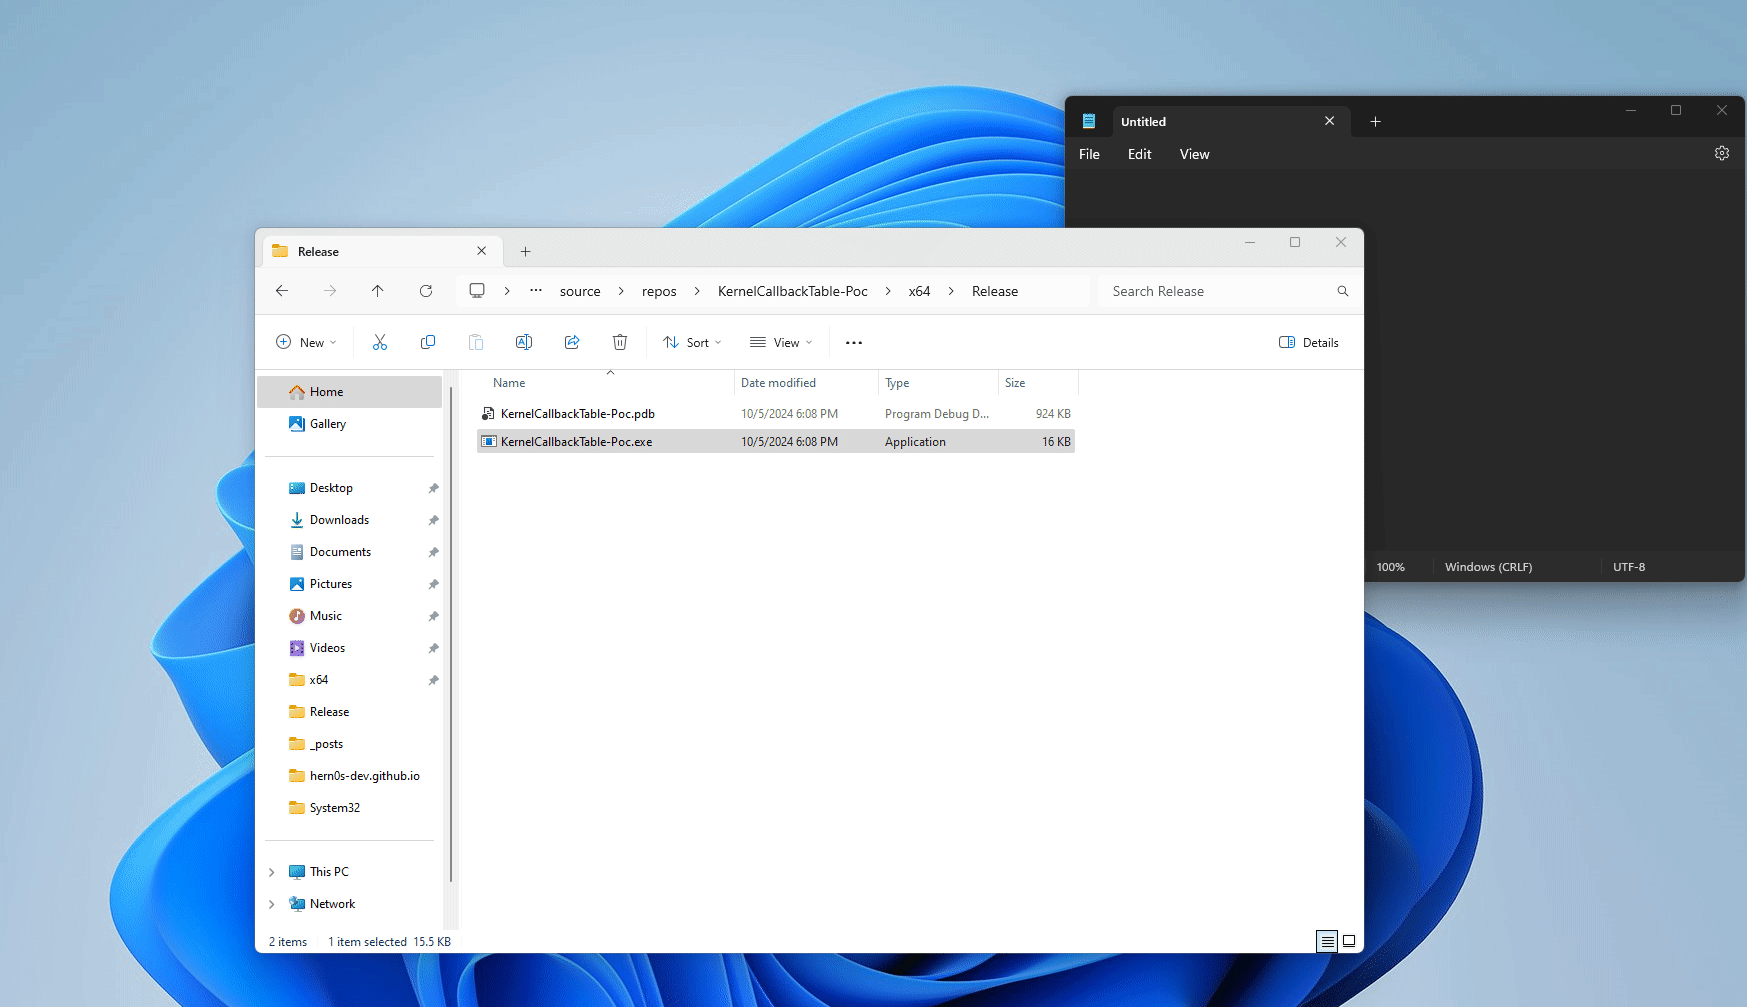 Untitled
File Edit View
Release
source repos KernelCallbackTable-Poc x64 Release
Search Release
New Sort View Details
Name Date modified Type Size
KernelCallbackTable-Poc.pdb 10/5/2024 6:08 PM Program Debug D... 924 KB
KernelCallbackTable-Poc.exe 10/5/2024 6:08 PM Application 16 KB
Home
Gallery
Desktop
Downloads
Documents
Pictures
Music
Videos
x64
Release
_posts
hern0s-dev.github.io
System32
This PC
Network
2 items 1 item selected 15.5 KB
100% Windows (CRLF) UTF-8